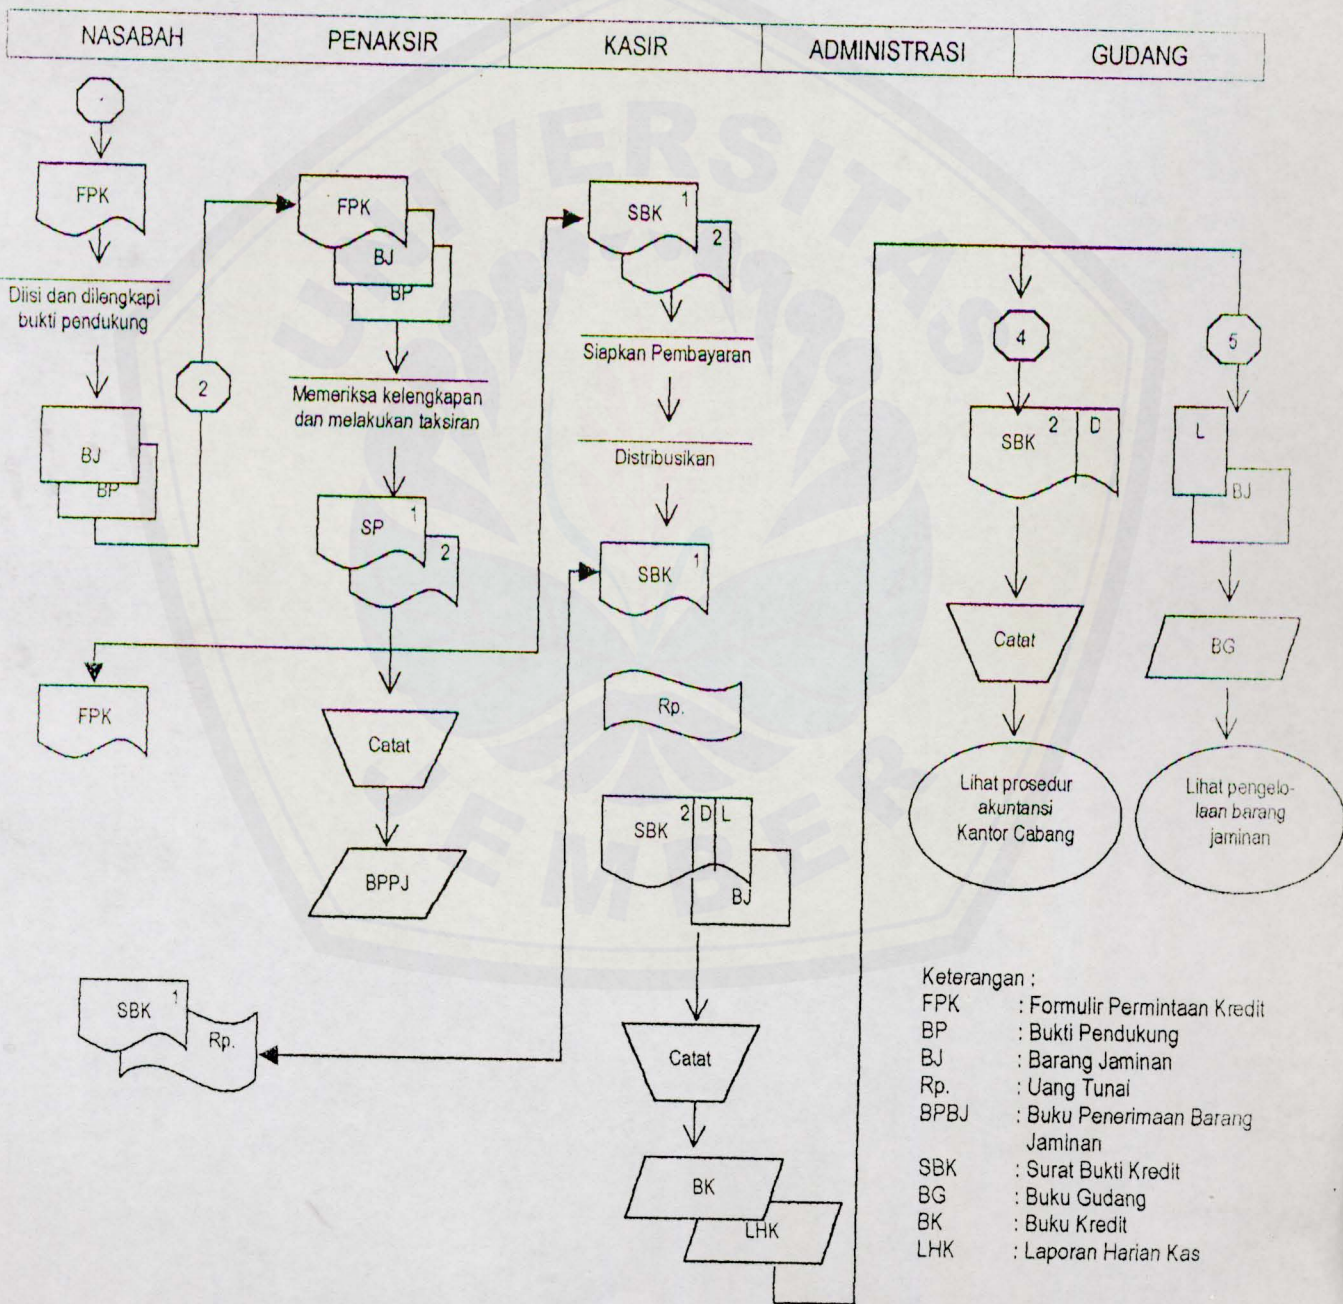 NASABAH
PENAKSIR
KASIR
ADMINISTRASI
GUDANG
FPK
Diisi dan dilengkapi
bukti pendukung
BJ
BP
2
FPK
FPK
BJ
BP
Memeriksa kelengkapan
dan melakukan taksiran
SP 1
2
Catat
BPPJ
SBK 1
Rp.
SBK 1
2
Siapkan Pembayaran
Distribusikan
SBK 1
Rp.
SBK 2 D L
BJ
Catat
BK
LHK
4
SBK 2 D
Catat
Lihat prosedur
akuntansi
Kantor Cabang
5
L
BJ
BG
Lihat pengelo-
laan barang
jaminan
Keterangan :
FPK : Formulir Permintaan Kredit
BP : Bukti Pendukung
BJ : Barang Jaminan
Rp. : Uang Tunai
BPBJ : Buku Penerimaan Barang
Jaminan
SBK : Surat Bukti Kredit
BG : Buku Gudang
BK : Buku Kredit
LHK : Laporan Harian Kas
UNIVERSITAS
JEMBER